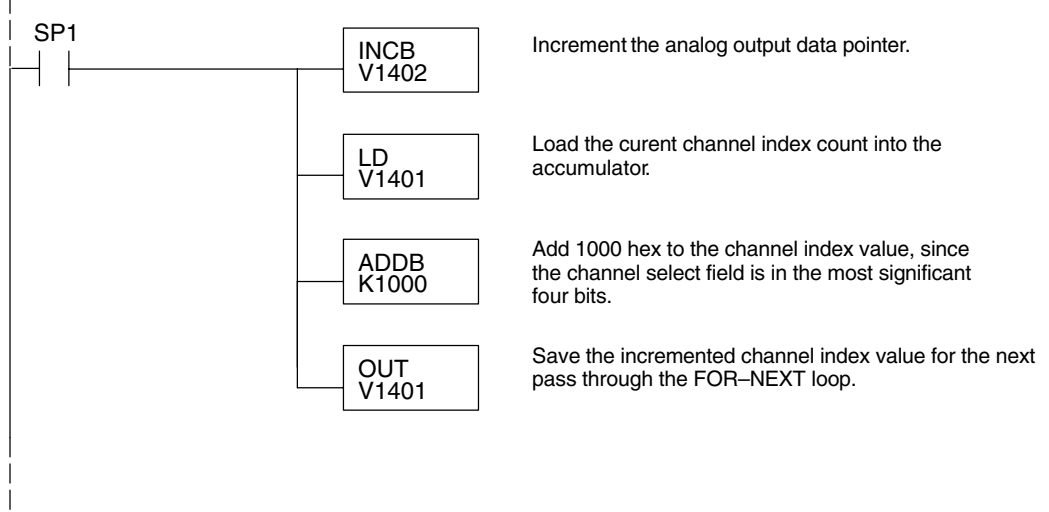 SP1
INCB
V1402
Increment the analog output data pointer.
LD
V1401
Load the curent channel index count into the
accumulator.
ADDB
K1000
Add 1000 hex to the channel index value, since
the channel select field is in the most significant
four bits.
OUT
V1401
Save the incremented channel index value for the next
pass through the FOR–NEXT loop.